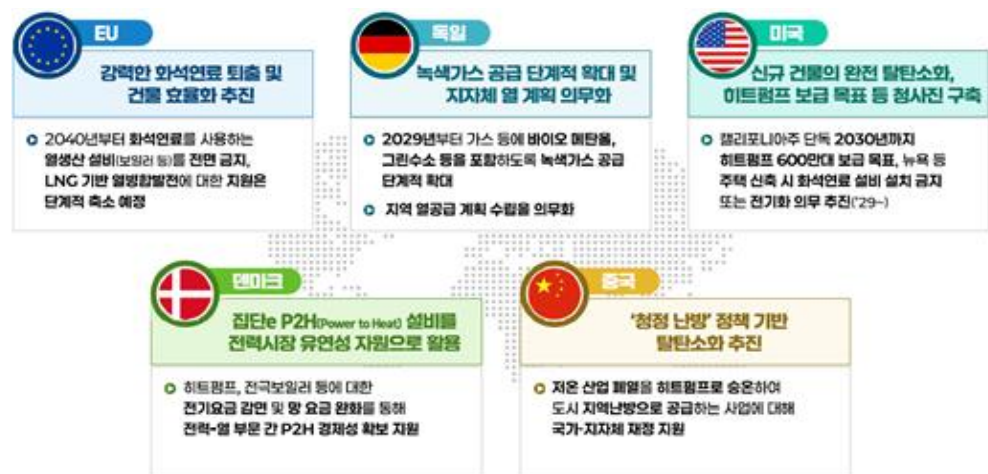 EU
강력한 화석연료 퇴출 및
건물 효율화 추진
2040년부터 화석연료를 사용하는
열생산 설비(보일러 등)를 전면 금지,
LNG 기반 열병합발전에 대한 지원은
단계적 축소 예정
독일
녹색가스 공급 단계적 확대 및
지자체 열 계획 의무화
2029년부터 가스 등에 바이오 메탄올,
그린수소 등을 포함하도록 녹색가스 공급
단계적 확대
지역 열공급 계획 수립을 의무화
미국
신규 건물의 완전 탈탄소화,
히트펌프 보급 목표 등 청사진 구축
캘리포니아주 단독 2030년까지
히트펌프 600만대 보급 목표, 뉴욕 등
주택 신축 시 화석연료 설비 설치 금지
또는 전기화 의무 추진('29~)
덴마크
집단e P2H(Power to Heat) 설비를
전력시장 유연성 자원으로 활용
히트펌프, 전극보일러 등에 대한
전기요금 감면 및 망 요금 완화를 통해
전력-열 부문 간 P2H 경제성 확보 지원
중국
'청정 난방' 정책 기반
탈탄소화 추진
저온 산업 폐열을 히트펌프로 승온하여
도시 지역난방으로 공급하는 사업에 대해
국가·지자체 재정 지원